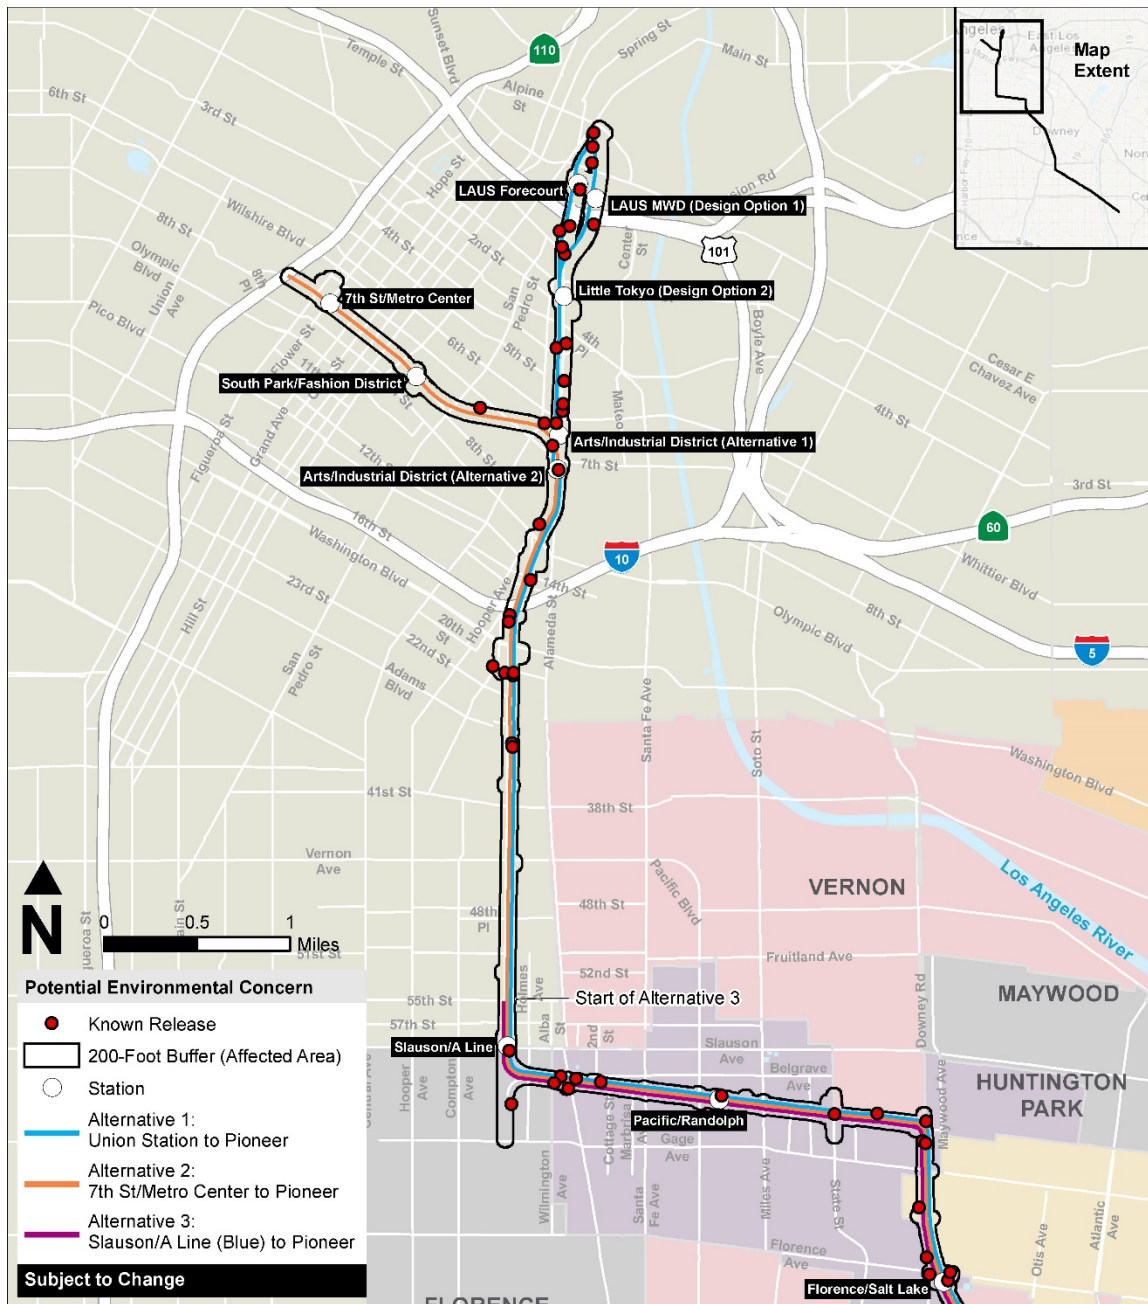 Sunset Blvd
Temple St
110
Spring St
Main St
Alpine
St
6th St
3rd St
Hope St
LAUS Forecourt
LAUS MWD (Design Option 1)
8th St
Wilshire Blvd
4th St
2nd St
Center
St
101
Olympic
Blvd
Union
Ave
8th
Pl
San
Pedro St
Little Tokyo (Design Option 2)
7th St/Metro Center
Pico Blvd
Flower St
11th St
6th St
5th St
4th
Pl
Boyle Ave
Cesar E
Chavez Ave
South Park/Fashion District
Mateo
Figueroa St
Grand Ave
12th St
8th St
4th St
Arts/Industrial District (Alternative 1)
7th St
Arts/Industrial District (Alternative 2)
3rd St
16th St
Washington Blvd
60
10
23rd St
Hooper Ave
14th St
Whittier Blvd
Hill St
20th
St
22nd St
Alameda St
Olympic Blvd
8th St
San
Pedro St
Adams
Blvd
5
Santa Fe Ave
Soto St
Washington Blvd
41st St
38th St
Vernon
Ave
Pacific Blvd
VERNON
Los Angeles River
48th
Pl
48th St
51st St
Fruitland Ave
52nd St
Downey Rd
MAYWOOD
Holmes
Ave
Start of Alternative 3
55th St
57th St
Alba
St
2nd
St
Slauson/A Line
Slauson
Ave
Belgrave Ave
Central Ave
Hooper
Ave
Compton
Ave
Maywood Ave
HUNTINGTON
PARK
Cottage St
Marbrisa
Pacific/Randolph
Gage
Ave
Wilmington
Ave
Santa
Fe Ave
Miles Ave
State St
Otis Ave
Atlantic
Ave
Florence
Ave
Florence/Salt Lake
FLORENCE
Map
Extent
East Los
Angeles
Downey
N
0 0.5 1
Miles
Potential Environmental Concern
Known Release
200-Foot Buffer (Affected Area)
Station
Alternative 1:
Union Station to Pioneer
Alternative 2:
7th St/Metro Center to Pioneer
Alternative 3:
Slauson/A Line (Blue) to Pioneer
Subject to Change